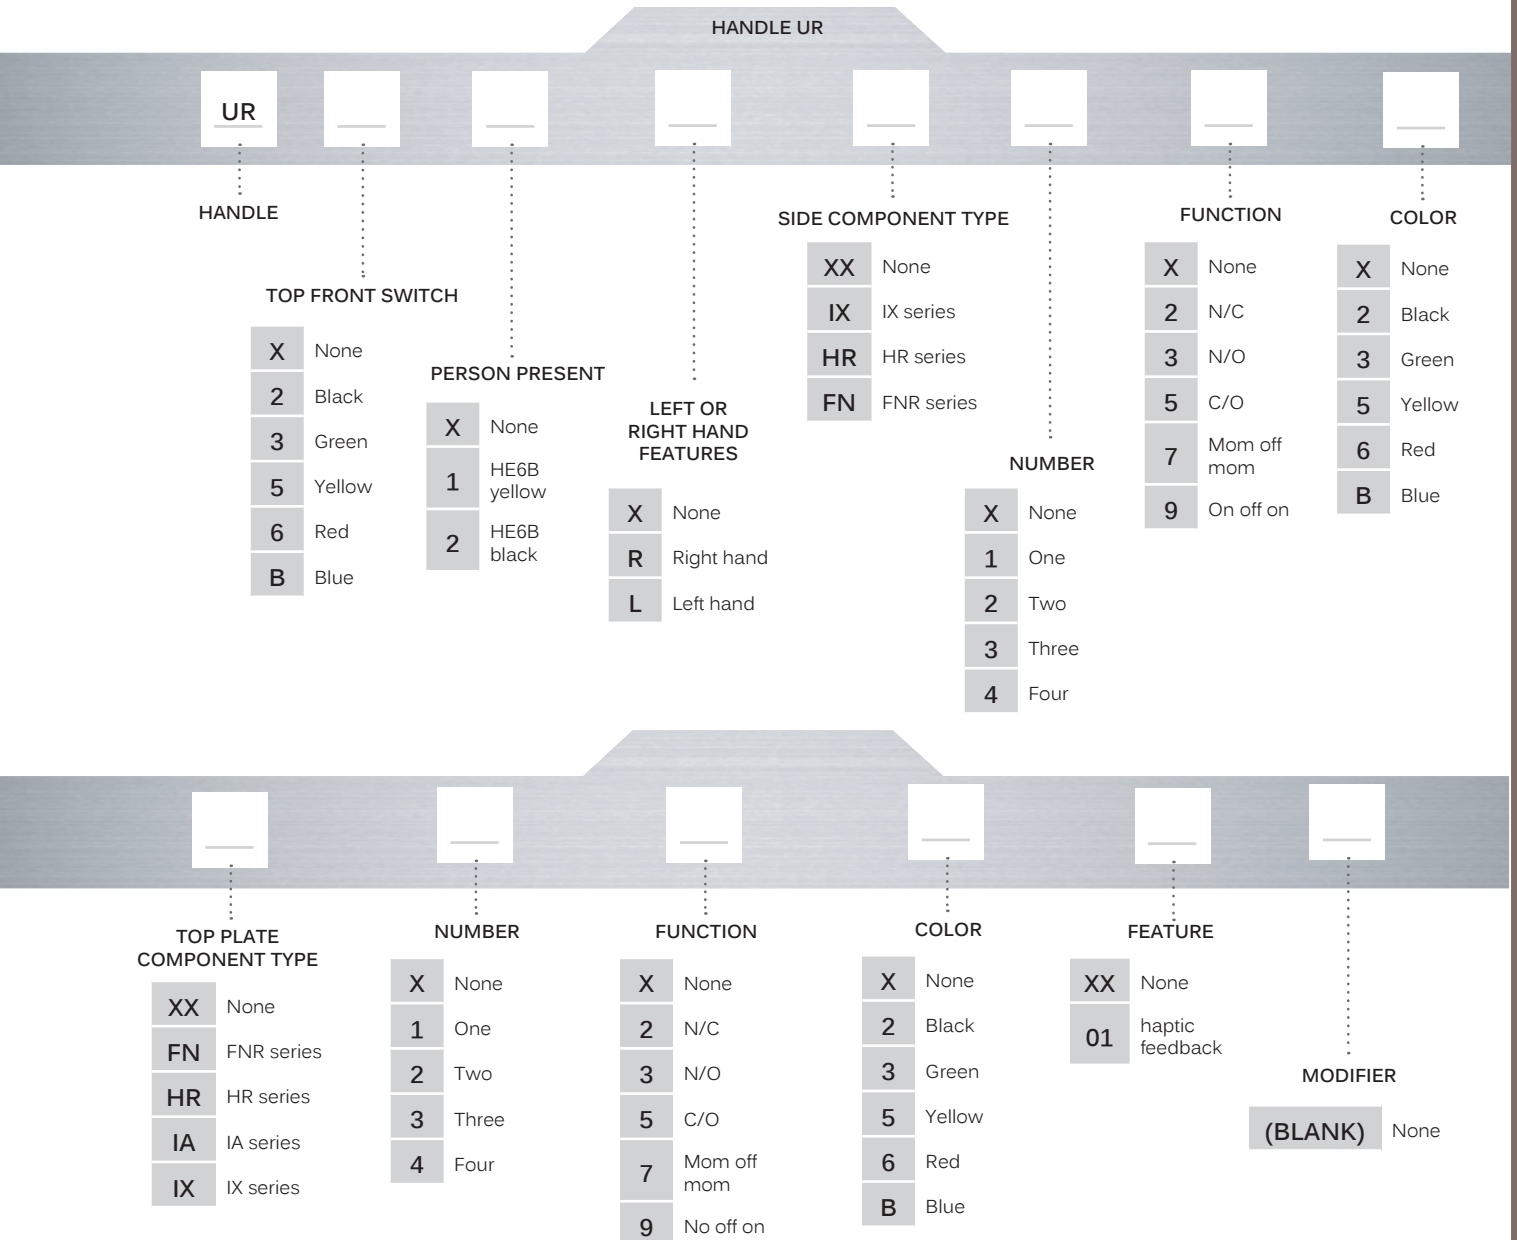 HANDLE UR
UR
HANDLE
TOP FRONT SWITCH
X None
2 Black
3 Green
5 Yellow
6 Red
B Blue
PERSON PRESENT
X None
1 HE6B
yellow
2 HE6B
black
LEFT OR
RIGHT HAND
FEATURES
X None
R Right hand
L Left hand
SIDE COMPONENT TYPE
XX None
IX IX series
HR HR series
FN FNR series
NUMBER
X None
1 One
2 Two
3 Three
4 Four
FUNCTION
X None
2 N/C
3 N/O
5 C/O
7 Mom off
mom
9 On off on
COLOR
X None
2 Black
3 Green
5 Yellow
6 Red
B Blue
TOP PLATE
COMPONENT TYPE
XX None
FN FNR series
HR HR series
IA IA series
IX IX series
NUMBER
X None
1 One
2 Two
3 Three
4 Four
FUNCTION
X None
2 N/C
3 N/O
5 C/O
7 Mom off
mom
9 No off on
COLOR
X None
2 Black
3 Green
5 Yellow
6 Red
B Blue
FEATURE
XX None
01 haptic
feedback
MODIFIER
(BLANK) None